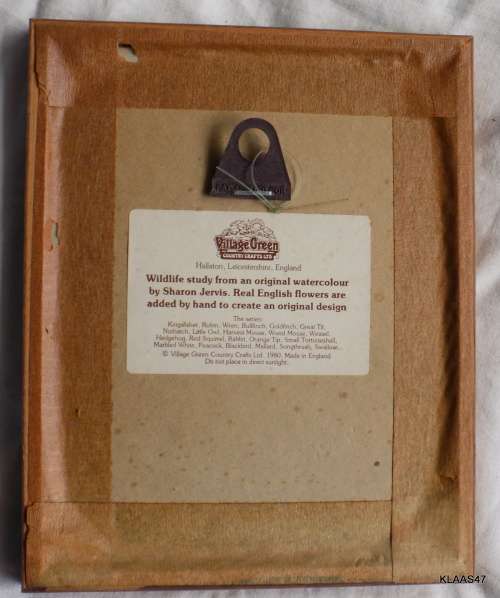 Village Green
COUNTRY CRAFTS LTD
Hallaton, Leicestershire, England
Wildlife study from an original watercolour
by Sharon Jervis. Real English flowers are
added by hand to create an original design
The series:
Kingfisher, Robin, Wren, Bullfinch, Goldfinch, Great Tit,
Nuthatch, Little Owl, Harvest Mouse, Wood Mouse, Weasel,
Hedgehog, Red Squirrel, Rabbit, Orange Tip, Small Tortoiseshell,
Marbled White, Peacock, Blackbird, Mallard, Songthrush, Swallow.
© Village Green Country Crafts Ltd. 1980. Made in England.
Do not place in direct sunlight.
KLAAS47